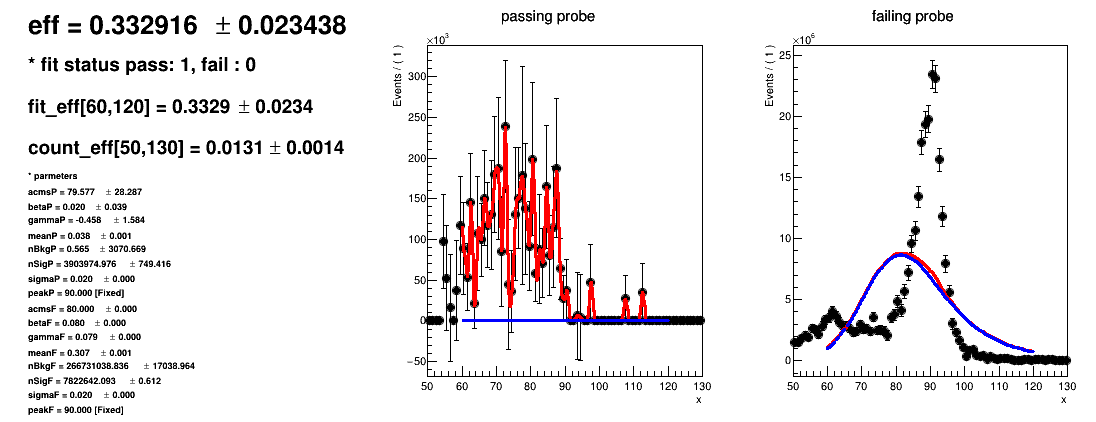 eff = 0.332916 ± 0.023438
* fit status pass: 1, fail : 0
fit_eff[60,120] = 0.3329 ± 0.0234
count_eff[50,130] = 0.0131 ± 0.0014
* parmeters
acmsP = 79.577 ± 28.287
betaP = 0.020 ± 0.039
gammaP = -0.458 ± 1.584
meanP = 0.038 ± 0.001
nBkgP = 0.565 ± 3070.669
nSigP = 3903974.976 ± 749.416
sigmaP = 0.020 ± 0.000
peakP = 90.000 [Fixed]
acmsF = 80.000 ± 0.000
betaF = 0.080 ± 0.000
gammaF = 0.079 ± 0.000
meanF = 0.307 ± 0.001
nBkgF = 266731038.836 ± 17038.964
nSigF = 7822642.093 ± 0.612
sigmaF = 0.020 ± 0.000
peakF = 90.000 [Fixed]
passing probe
×10³
Events / ( 1 )
300
250
200
150
100
50
0
−50
50 60 70 80 90 100 110 120 130
x
failing probe
×10⁶
Events / ( 1 )
25
20
15
10
5
0
50 60 70 80 90 100 110 120 130
x